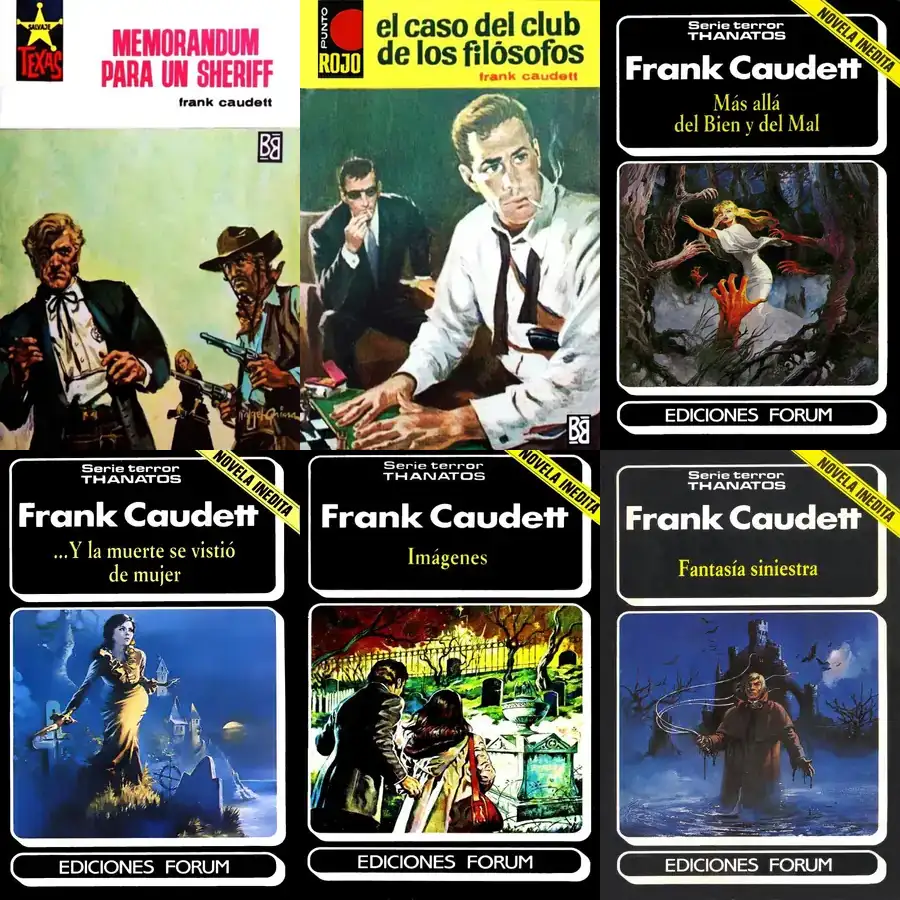 SALVAJE
TEXAS
MEMORANDUM
PARA UN SHERIFF
frank caudett
BB
PUNTO
ROJO
el caso del club
de los filósofos
frank caudett
BB
Serie terror
THANATOS
NOVELA INEDITA
Frank Caudett
Más allá
del Bien y del Mal
EDICIONES FORUM
Serie terror
THANATOS
NOVELA INEDITA
Frank Caudett
...Y la muerte se vistió
de mujer
EDICIONES FORUM
Serie terror
THANATOS
NOVELA INEDITA
Frank Caudett
Imágenes
EDICIONES FORUM
Serie terror
THANATOS
NOVELA INEDITA
Frank Caudett
Fantasía siniestra
EDICIONES FORUM